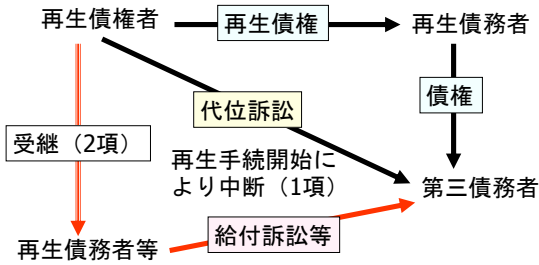 再生債権者
再生債権
再生債務者
代位訴訟
債権
受継（2項）
再生手続開始に
より中断（1項）
第三債務者
再生債務者等
給付訴訟等